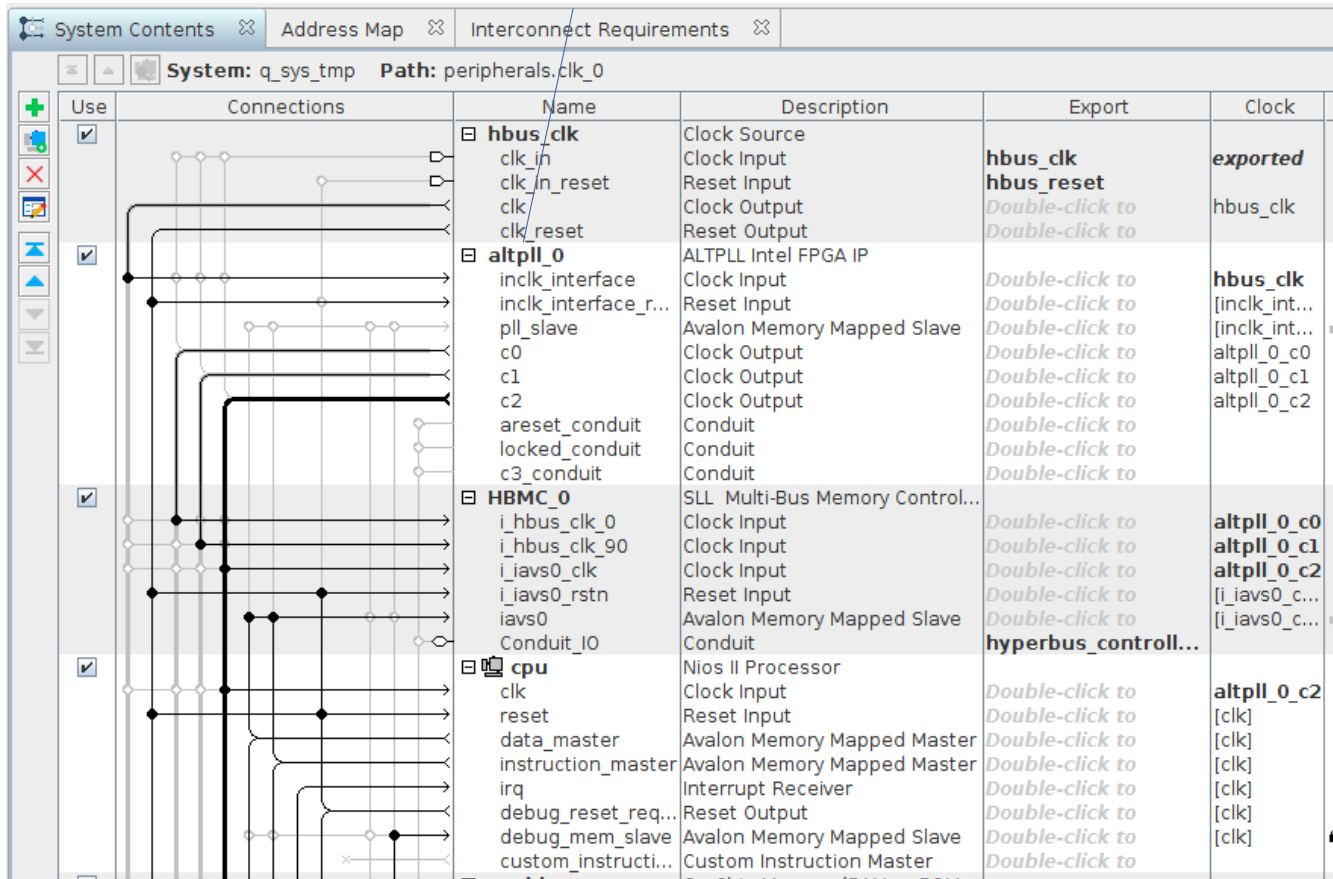 System Contents Address Map Interconnect Requirements
System: q_sys_tmp Path: peripherals.clk_0
Use Connections Name Description Export Clock
hbus_clk Clock Source
clk_in Clock Input hbus_clk exported
clk_in_reset Reset Input hbus_reset
clk Clock Output Double-click to hbus_clk
clk_reset Reset Output Double-click to
altpll_0 ALTPLL Intel FPGA IP
inclk_interface Clock Input Double-click to hbus_clk
inclk_interface_r... Reset Input Double-click to [inclk_int...
pll_slave Avalon Memory Mapped Slave Double-click to [inclk_int...
c0 Clock Output Double-click to altpll_0_c0
c1 Clock Output Double-click to altpll_0_c1
c2 Clock Output Double-click to altpll_0_c2
areset_conduit Conduit Double-click to
locked_conduit Conduit Double-click to
c3_conduit Conduit Double-click to
HBMC_0 SLL Multi-Bus Memory Control...
i_hbus_clk_0 Clock Input Double-click to altpll_0_c0
i_hbus_clk_90 Clock Input Double-click to altpll_0_c1
i_iavs0_clk Clock Input Double-click to altpll_0_c2
i_iavs0_rstn Reset Input Double-click to [i_iavs0_c...
iavs0 Avalon Memory Mapped Slave Double-click to [i_iavs0_c...
Conduit_IO Conduit hyperbus_controll...
cpu Nios II Processor
clk Clock Input Double-click to altpll_0_c2
reset Reset Input Double-click to [clk]
data_master Avalon Memory Mapped Master Double-click to [clk]
instruction_master Avalon Memory Mapped Master Double-click to [clk]
irq Interrupt Receiver Double-click to [clk]
debug_reset_req... Reset Output Double-click to [clk]
debug_mem_slave Avalon Memory Mapped Slave Double-click to [clk]
custom_instructi... Custom Instruction Master Double-click to